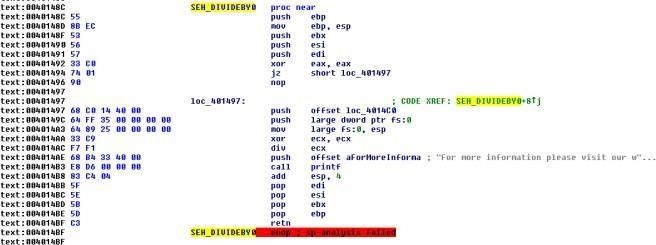 text:0040148C SEH_DIVIDEBY0 proc near
text:0040148C 55 push ebp
text:0040148D 8B EC mov ebp, esp
text:0040148F 53 push ebx
text:00401490 56 push esi
text:00401491 57 push edi
text:00401492 33 C0 xor eax, eax
text:00401494 74 01 jz short loc_401497
text:00401496 90 nop
text:00401497
text:00401497 loc_401497: ; CODE XREF: SEH_DIVIDEBY0+8↑j
text:00401497 68 C0 14 40 00 push offset loc_4014C0
text:0040149C 64 FF 35 00 00 00 00 push large dword ptr fs:0
text:004014A3 64 89 25 00 00 00 00 mov large fs:0, esp
text:004014AA 33 C9 xor ecx, ecx
text:004014AC F7 F1 div ecx
text:004014AE 68 D4 33 40 00 push offset aForMoreInforma ; "For more information please visit our w"...
text:004014B3 E8 D6 00 00 00 call printf
text:004014B8 83 C4 04 add esp, 4
text:004014BB 5F pop edi
text:004014BC 5E pop esi
text:004014BD 5B pop ebx
text:004014BE 5D pop ebp
text:004014BF C3 retn
text:004014BF SEH_DIVIDEBY0 endp ; sp-analysis failed
text:004014BF